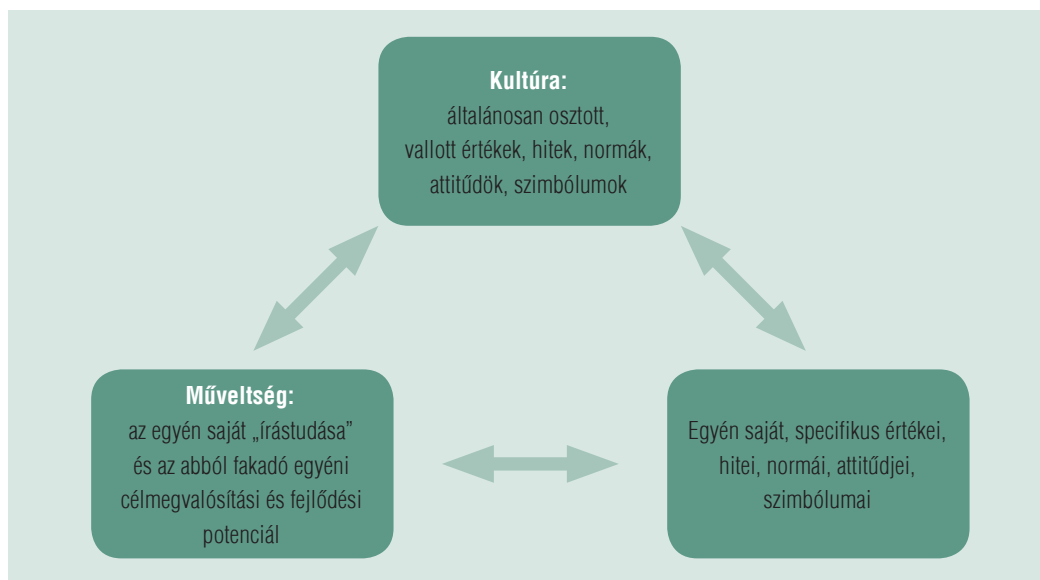 Kultúra:
általánosan osztott,
vallott értékek, hitek, normák,
attitűdök, szimbólumok
Műveltség:
az egyén saját „írástudása”
és az abból fakadó egyéni
célmegvalósítási és fejlődési
potenciál
Egyén saját, specifikus értékei,
hitei, normái, attitűdjei,
szimbólumai